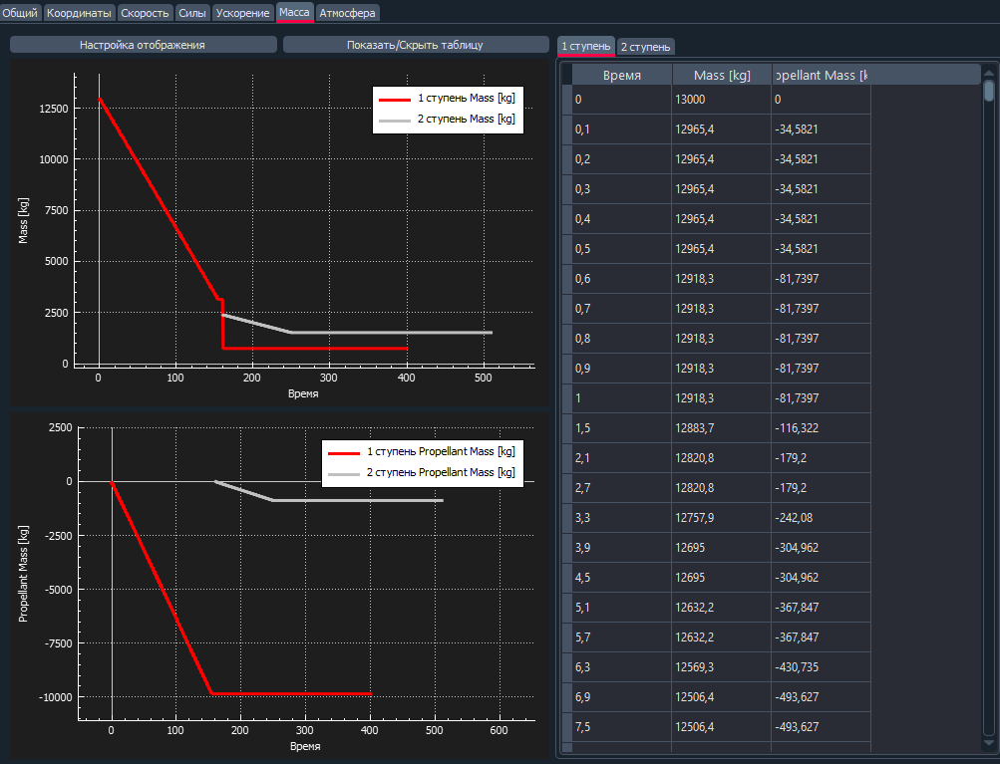 Общий Координаты Скорость Силы Ускорение Масса Атмосфера
Настройка отображения Показать/Скрыть таблицу
12500
10000
7500
5000
2500
0
Mass [kg]
1 ступень Mass [kg]
2 ступень Mass [kg]
0 100 200 300 400 500
Время
2500
0
-2500
-5000
-7500
-10000
Propellant Mass [kg]
1 ступень Propellant Mass [kg]
2 ступень Propellant Mass [kg]
0 100 200 300 400 500 600
Время
1 ступень 2 ступень
Время Mass [kg] opellant Mass [k
0 13000 0
0,1 12965,4 -34,5821
0,2 12965,4 -34,5821
0,3 12965,4 -34,5821
0,4 12965,4 -34,5821
0,5 12965,4 -34,5821
0,6 12918,3 -81,7397
0,7 12918,3 -81,7397
0,8 12918,3 -81,7397
0,9 12918,3 -81,7397
1 12918,3 -81,7397
1,5 12883,7 -116,322
2,1 12820,8 -179,2
2,7 12820,8 -179,2
3,3 12757,9 -242,08
3,9 12695 -304,962
4,5 12695 -304,962
5,1 12632,2 -367,847
5,7 12632,2 -367,847
6,3 12569,3 -430,735
6,9 12506,4 -493,627
7,5 12506,4 -493,627